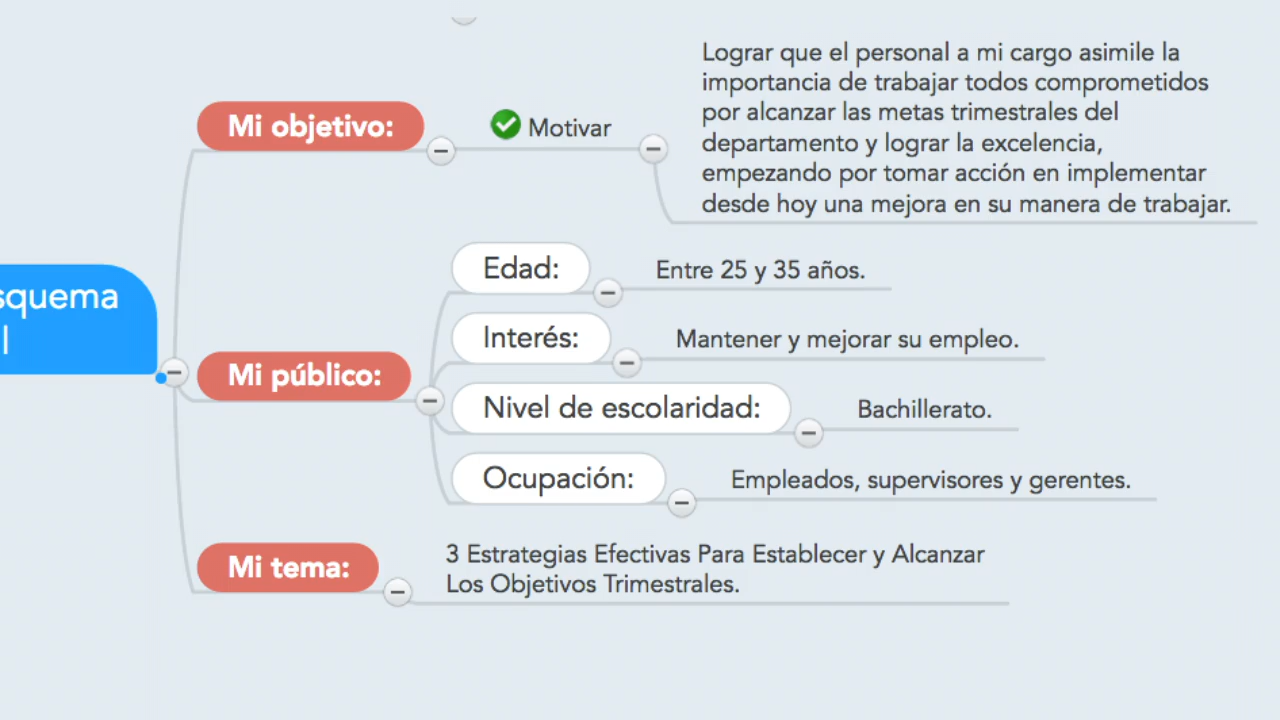 Mi objetivo:
Motivar
Lograr que el personal a mi cargo asimile la
importancia de trabajar todos comprometidos
por alcanzar las metas trimestrales del
departamento y lograr la excelencia,
empezando por tomar acción en implementar
desde hoy una mejora en su manera de trabajar.
Mi público:
Edad:
Entre 25 y 35 años.
Interés:
Mantener y mejorar su empleo.
Nivel de escolaridad:
Bachillerato.
Ocupación:
Empleados, supervisores y gerentes.
Mi tema:
3 Estrategias Efectivas Para Establecer y Alcanzar
Los Objetivos Trimestrales.